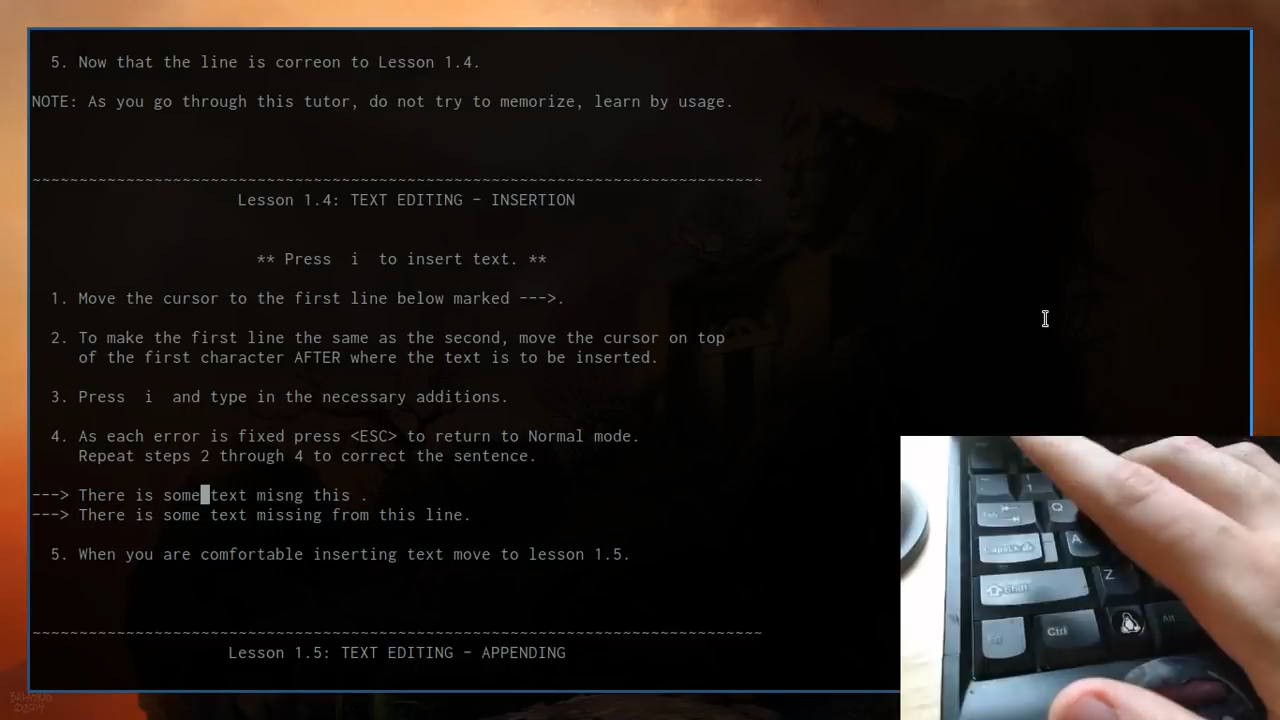 5. Now that the line is correon to Lesson 1.4.
NOTE: As you go through this tutor, do not try to memorize, learn by usage.
~~~~~~~~~~~~~~~~~~~~~~~~~~~~~~~~~~~~~~~~~~~~~~~~~~~~~~~~~~~~~~~~~~~~~~~~~~~~~~
Lesson 1.4: TEXT EDITING - INSERTION
** Press  i  to insert text. **
1. Move the cursor to the first line below marked --->.
2. To make the first line the same as the second, move the cursor on top
of the first character AFTER where the text is to be inserted.
3. Press  i  and type in the necessary additions.
4. As each error is fixed press <ESC> to return to Normal mode.
Repeat steps 2 through 4 to correct the sentence.
---> There is some text misng this .
---> There is some text missing from this line.
5. When you are comfortable inserting text move to lesson 1.5.
~~~~~~~~~~~~~~~~~~~~~~~~~~~~~~~~~~~~~~~~~~~~~~~~~~~~~~~~~~~~~~~~~~~~~~~~~~~~~~
Lesson 1.5: TEXT EDITING - APPENDING
1
Tab Q
CapsLk A
Shift Z
Fn Ctrl Alt